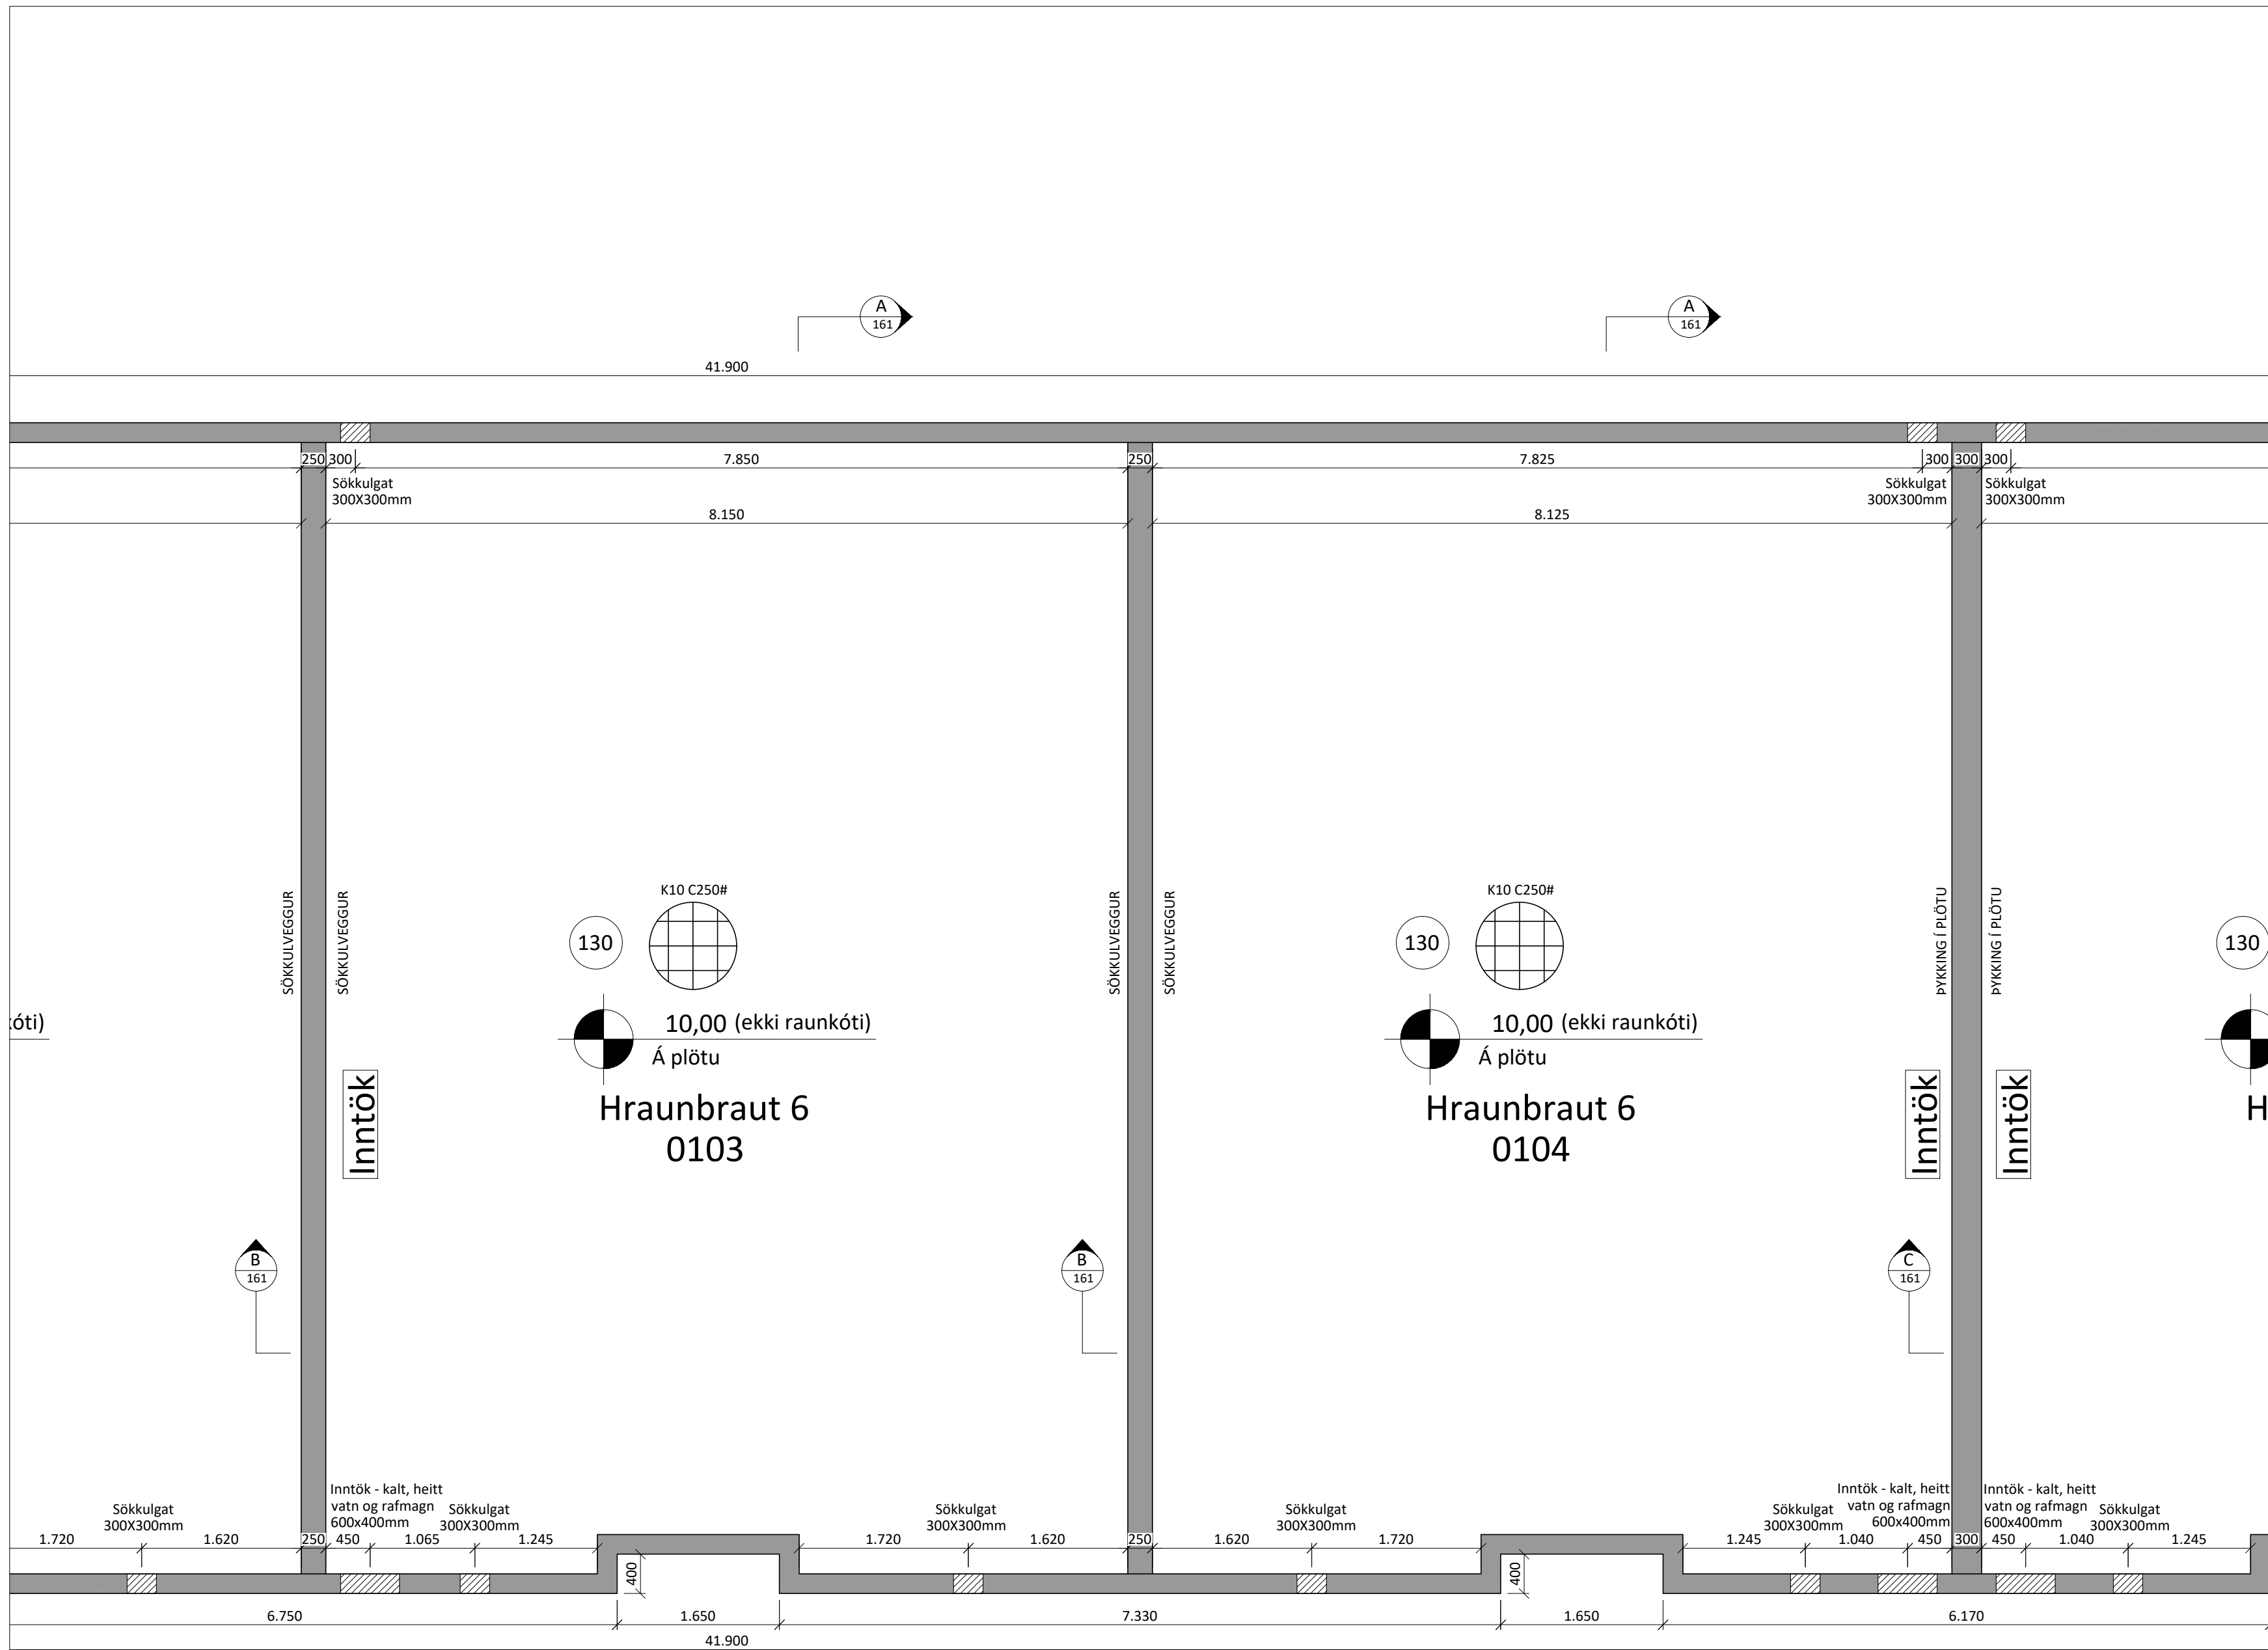 A
161
A
161
41.900
250 300 7.850 250 7.825 300 300 300
Sökkulgat
300X300mm
Sökkulgat
300X300mm
Sökkulgat
300X300mm
8.150 8.125
SÖKKULVEGGUR
SÖKKULVEGGUR
SÖKKULVEGGUR
SÖKKULVEGGUR
ÞYKKING Í PLÖTU
ÞYKKING Í PLÖTU
K10 C250#
130
10,00 (ekki raunkóti)
Á plötu
Hraunbraut 6
0103
K10 C250#
130
10,00 (ekki raunkóti)
Á plötu
Hraunbraut 6
0104
130
H
kóti)
Inntök
Inntök
Inntök
B
161
B
161
C
161
Sökkulgat
300X300mm
Inntök - kalt, heitt
vatn og rafmagn
600x400mm
Sökkulgat
300X300mm
Sökkulgat
300X300mm
Sökkulgat
300X300mm
Sökkulgat
300X300mm
Inntök - kalt, heitt
vatn og rafmagn
600x400mm
Inntök - kalt, heitt
vatn og rafmagn
600x400mm
Sökkulgat
300X300mm
1.720 1.620 250 450 1.065 1.245 1.720 1.620 250 1.620 1.720 1.245 1.040 450 300 450 1.040 1.245
400
400
6.750 1.650 7.330 1.650 6.170
41.900